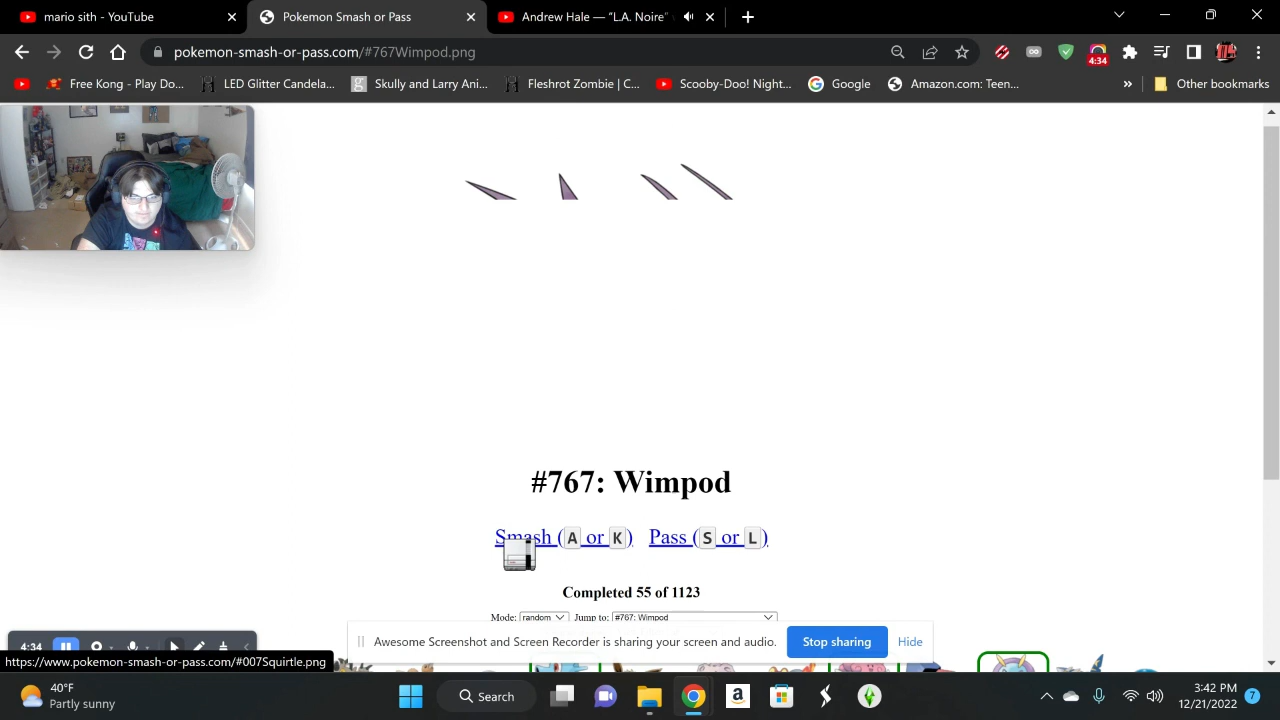 mario sith - YouTube
Pokemon Smash or Pass
Andrew Hale — "L.A. Noire"
pokemon-smash-or-pass.com/#767Wimpod.png
4:34
Free Kong - Play Do...
LED Glitter Candela...
Skully and Larry Ani...
Fleshrot Zombie | C...
Scooby-Doo! Night...
Google
Amazon.com: Teen...
»
Other bookmarks
#767: Wimpod
Smash (A or K) Pass (S or L)
Completed 55 of 1123
Mode: random Jump to: #767: Wimpod
Awesome Screenshot and Screen Recorder is sharing your screen and audio.
Stop sharing
Hide
4:34
https://www.pokemon-smash-or-pass.com/#007Squirtle.png
40°F
Partly sunny
Search
3:42 PM
12/21/2022
7